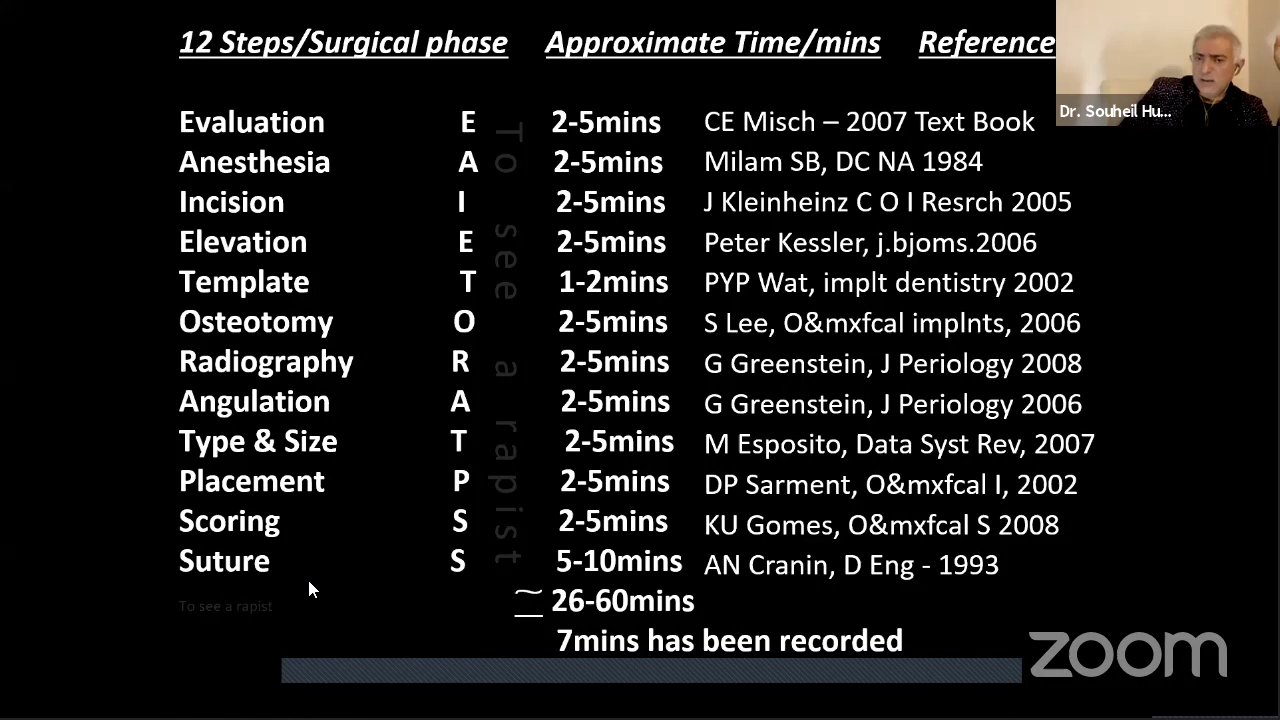 12 Steps/Surgical phase Approximate Time/mins Reference
Dr. Souheil Hu...
Evaluation E 2-5mins CE Misch – 2007 Text Book
Anesthesia A 2-5mins Milam SB, DC NA 1984
Incision I 2-5mins J Kleinheinz C O I Resrch 2005
Elevation E 2-5mins Peter Kessler, j.bjoms.2006
Template T 1-2mins PYP Wat, implt dentistry 2002
Osteotomy O 2-5mins S Lee, O&mxfcal implnts, 2006
Radiography R 2-5mins G Greenstein, J Periology 2008
Angulation A 2-5mins G Greenstein, J Periology 2006
Type & Size T 2-5mins M Esposito, Data Syst Rev, 2007
Placement P 2-5mins DP Sarment, O&mxfcal I, 2002
Scoring S 2-5mins KU Gomes, O&mxfcal S 2008
Suture S 5-10mins AN Cranin, D Eng - 1993
To see a rapist
To see a rapist
≃ 26-60mins
7mins has been recorded
zoom